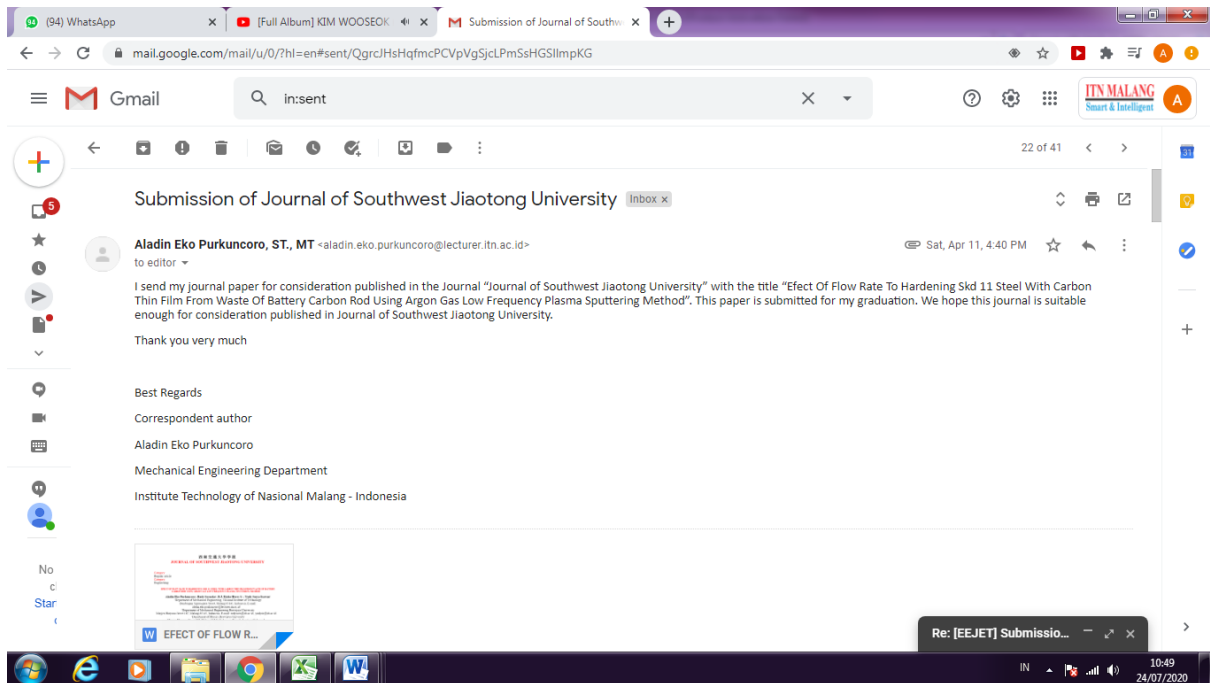 94 (94) WhatsApp
[Full Album] KIM WOOSEOK
Submission of Journal of Southw
mail.google.com/mail/u/0/?hl=en#sent/QgrcJHsHqfmcPCVpVgSjcLPmSsHGSllmpKG
A
Gmail
in:sent
ITN MALANG
Smart & Intelligent
A
22 of 41
31
5
Submission of Journal of Southwest Jiaotong University Inbox x
Aladin Eko Purkuncoro, ST., MT <aladin.eko.purkuncoro@lecturer.itn.ac.id>
Sat, Apr 11, 4:40 PM
to editor
I send my journal paper for consideration published in the Journal “Journal of Southwest Jiaotong University” with the title “Efect Of Flow Rate To Hardening Skd 11 Steel With Carbon
Thin Film From Waste Of Battery Carbon Rod Using Argon Gas Low Frequency Plasma Sputtering Method”. This paper is submitted for my graduation. We hope this journal is suitable
enough for consideration published in Journal of Southwest Jiaotong University.
Thank you very much
Best Regards
Correspondent author
Aladin Eko Purkuncoro
Mechanical Engineering Department
Institute Technology of Nasional Malang - Indonesia
No
c
Star
W EFECT OF FLOW R...
Re: [EEJET] Submissio...
IN
10:49
24/07/2020